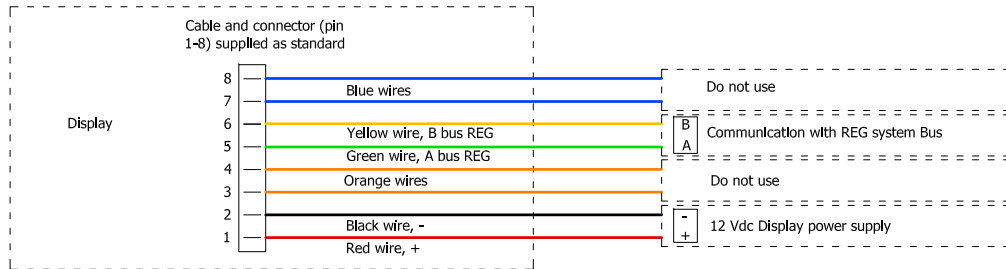 Cable and connector (pin
1-8) supplied as standard
Display
8
7
6
5
4
3
2
1
Blue wires
Yellow wire, B bus REG
Green wire, A bus REG
Orange wires
Black wire, -
Red wire, +
Do not use
B
A
Communication with REG system Bus
Do not use
-
+
12 Vdc Display power supply